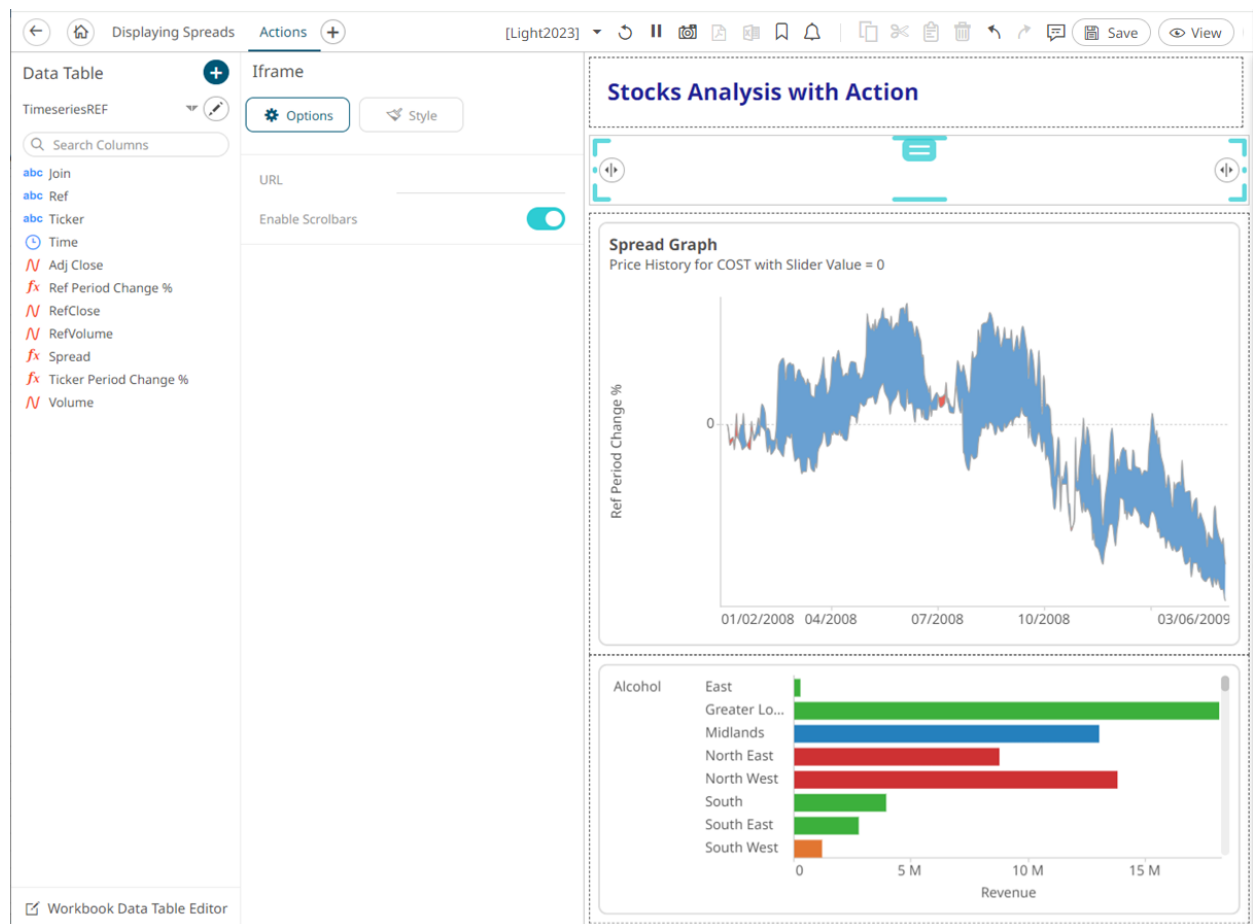 Displaying Spreads Actions [Light2023] Save View
Data Table
TimeseriesREF
Search Columns
abc Join
abc Ref
abc Ticker
Time
Adj Close
fx Ref Period Change %
RefClose
RefVolume
fx Spread
fx Ticker Period Change %
Volume
Workbook Data Table Editor
Iframe
Options Style
URL
Enable Scrollbars
Stocks Analysis with Action
Spread Graph
Price History for COST with Slider Value = 0
Ref Period Change %
0
01/02/2008 04/2008 07/2008 10/2008 03/06/2009
Alcohol East
Greater Lo...
Midlands
North East
North West
South
South East
South West
0 5 M 10 M 15 M
Revenue